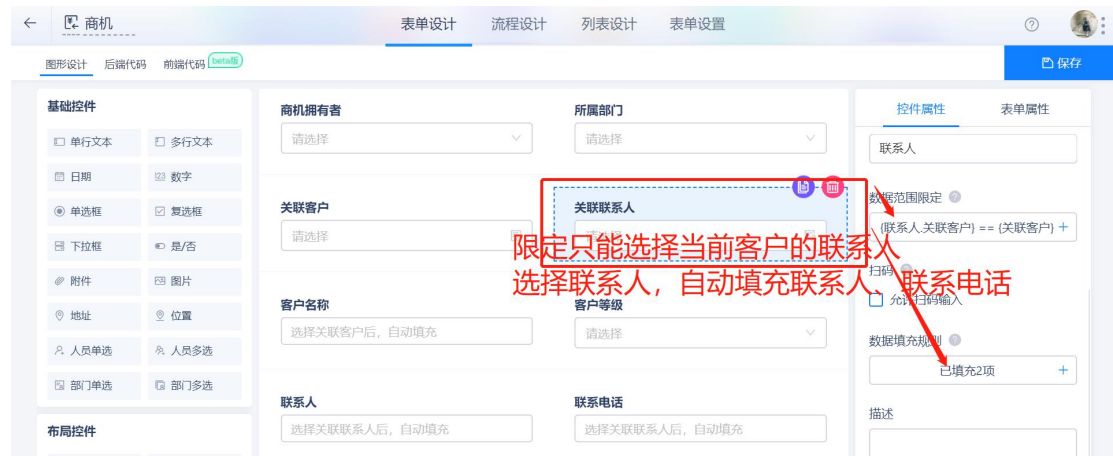 商机
表单设计 流程设计 列表设计 表单设置
图形设计 后端代码 前端代码 beta版
保存
基础控件
单行文本 多行文本
日期 数字
单选框 复选框
下拉框 是/否
附件 图片
地址 位置
人员单选 人员多选
部门单选 部门多选
布局控件
商机拥有者 所属部门
请选择 请选择
关联客户 关联联系人
请选择 请选择
限定只能选择当前客户的联系人
选择联系人，自动填充联系人、联系电话
客户名称 客户等级
选择关联客户后，自动填充 请选择
联系人 联系电话
选择关联联系人后，自动填充 选择关联联系人后，自动填充
控件属性 表单属性
联系人
数据范围限定
{联系人.关联客户} == {关联客户} +
扫码
允许扫码输入
数据填充规则
已填充2项 +
描述